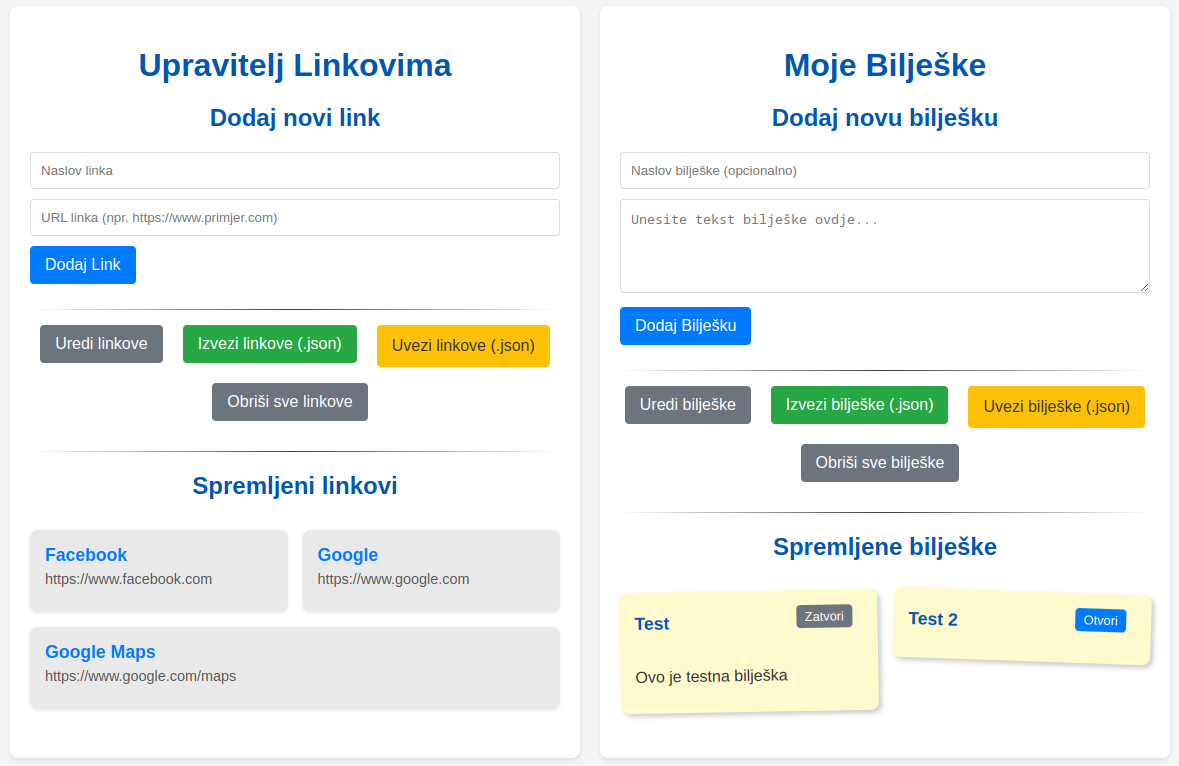 Upravitelj Linkovima
Dodaj novi link
Naslov linka
URL linka (npr. https://www.primjer.com)
Dodaj Link
Uredi linkove
Izvezi linkove (.json)
Uvezi linkove (.json)
Obriši sve linkove
Spremljeni linkovi
Facebook
https://www.facebook.com
Google
https://www.google.com
Google Maps
https://www.google.com/maps
Moje Bilješke
Dodaj novu bilješku
Naslov bilješke (opcionalno)
Unesite tekst bilješke ovdje...
Dodaj Bilješku
Uredi bilješke
Izvezi bilješke (.json)
Uvezi bilješke (.json)
Obriši sve bilješke
Spremljene bilješke
Test
Zatvori
Ovo je testna bilješka
Test 2
Otvori